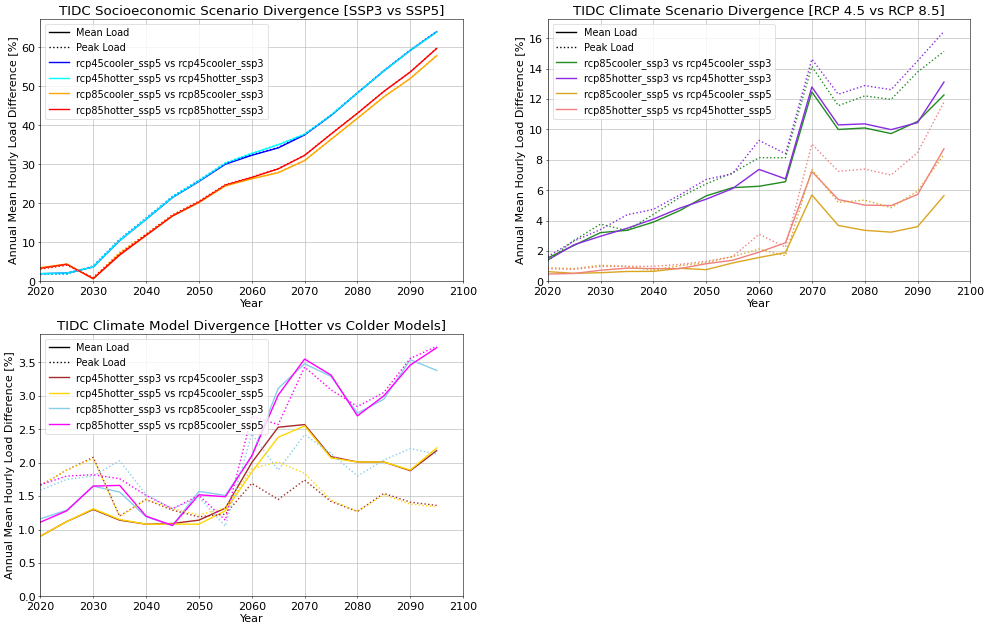 TIDC Socioeconomic Scenario Divergence [SSP3 vs SSP5]
Annual Mean Hourly Load Difference [%]
Mean Load
Peak Load
rcp45cooler_ssp5 vs rcp45cooler_ssp3
rcp45hotter_ssp5 vs rcp45hotter_ssp3
rcp85cooler_ssp5 vs rcp85cooler_ssp3
rcp85hotter_ssp5 vs rcp85hotter_ssp3
60
50
40
30
20
10
0
2020 2030 2040 2050 2060 2070 2080 2090 2100
Year
TIDC Climate Scenario Divergence [RCP 4.5 vs RCP 8.5]
Annual Mean Hourly Load Difference [%]
Mean Load
Peak Load
rcp85cooler_ssp3 vs rcp45cooler_ssp3
rcp85hotter_ssp3 vs rcp45hotter_ssp3
rcp85cooler_ssp5 vs rcp45cooler_ssp5
rcp85hotter_ssp5 vs rcp45hotter_ssp5
16
14
12
10
8
6
4
2
0
2020 2030 2040 2050 2060 2070 2080 2090 2100
Year
TIDC Climate Model Divergence [Hotter vs Colder Models]
Annual Mean Hourly Load Difference [%]
Mean Load
Peak Load
rcp45hotter_ssp3 vs rcp45cooler_ssp3
rcp45hotter_ssp5 vs rcp45cooler_ssp5
rcp85hotter_ssp3 vs rcp85cooler_ssp3
rcp85hotter_ssp5 vs rcp85cooler_ssp5
3.5
3.0
2.5
2.0
1.5
1.0
0.5
0.0
2020 2030 2040 2050 2060 2070 2080 2090 2100
Year